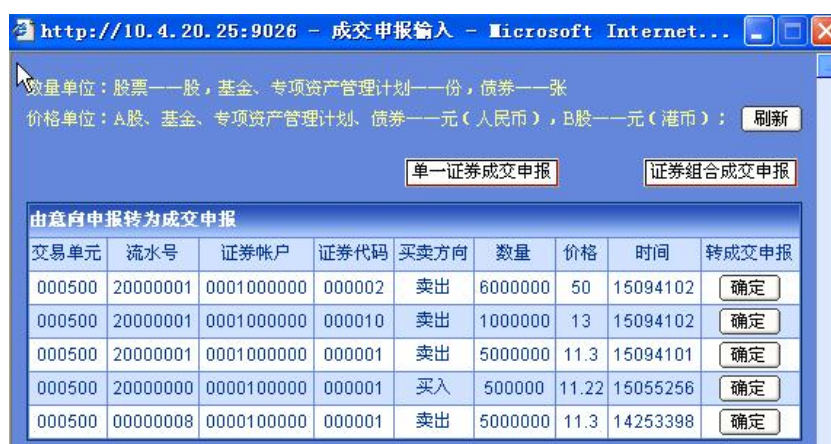 http://10.4.20.25:9026 - 成交申报输入 - Microsoft Internet...
数量单位：股票——股，基金、专项资产管理计划——份，债券——张
价格单位：A股、基金、专项资产管理计划、债券——元（人民币），B股——元（港币）； 刷新
单一证券成交申报 证券组合成交申报
由意向申报转为成交申报
交易单元 流水号 证券帐户 证券代码 买卖方向 数量 价格 时间 转成交申报
000500 20000001 0001000000 000002 卖出 6000000 50 15094102 确定
000500 20000001 0001000000 000010 卖出 1000000 13 15094102 确定
000500 20000001 0001000000 000001 卖出 5000000 11.3 15094101 确定
000500 20000000 0000100000 000001 买入 500000 11.22 15055256 确定
000500 00000008 0000100000 000001 卖出 5000000 11.3 14253398 确定